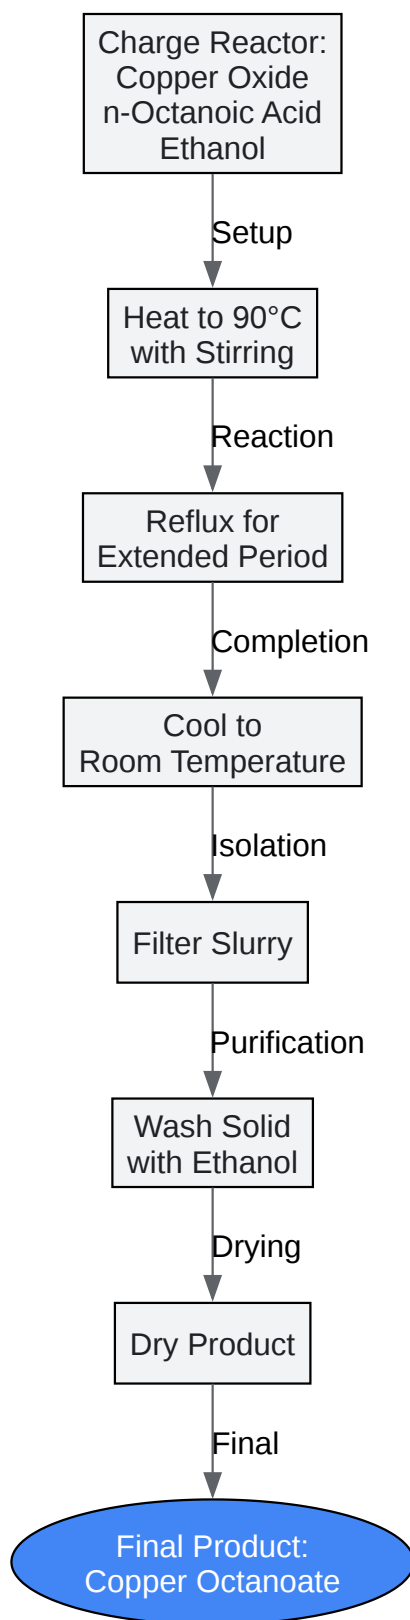 Charge Reactor:
Copper Oxide
n-Octanoic Acid
Ethanol
Setup
Heat to 90°C
with Stirring
Reaction
Reflux for
Extended Period
Completion
Cool to
Room Temperature
Isolation
Filter Slurry
Purification
Wash Solid
with Ethanol
Drying
Dry Product
Final
Final Product:
Copper Octanoate